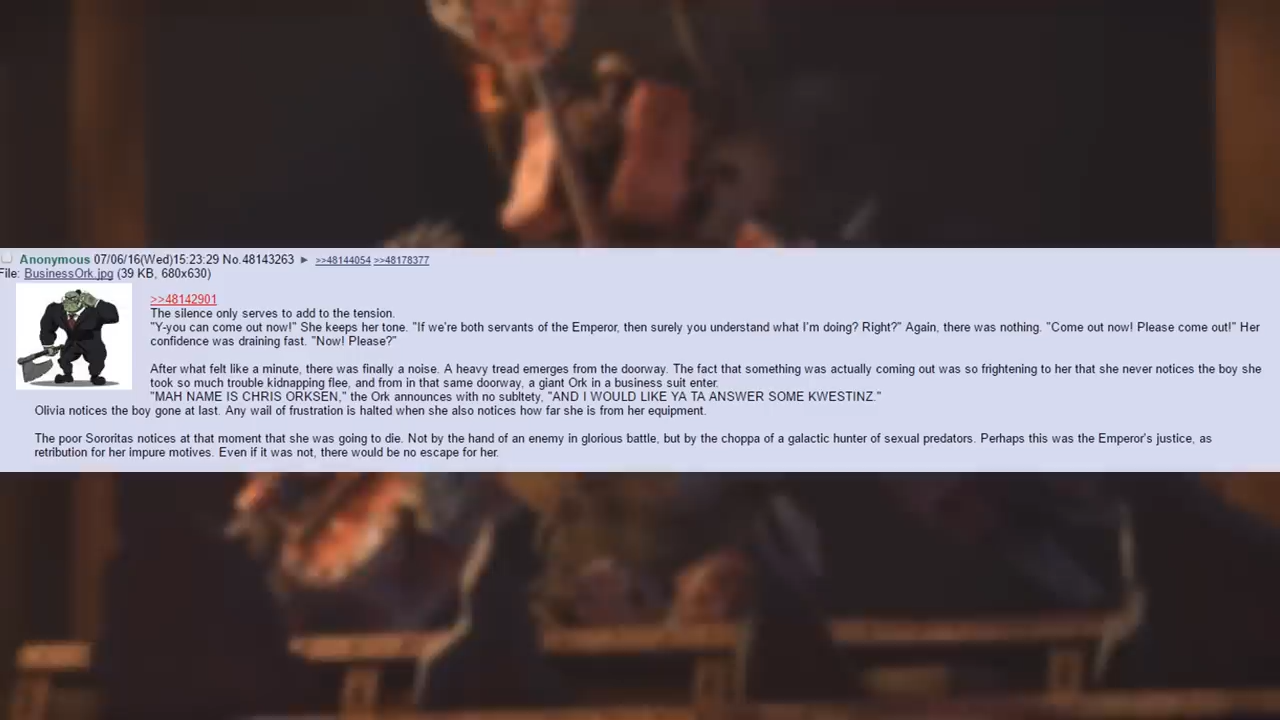 Anonymous 07/06/16(Wed)15:23:29 No.48143263 ► >>48144054 >>48178377
File: BusinessOrk.jpg (39 KB, 680x630)
>>48142901
The silence only serves to add to the tension.
"Y-you can come out now!" She keeps her tone. "If we're both servants of the Emperor, then surely you understand what I'm doing? Right?" Again, there was nothing. "Come out now! Please come out!" Her
confidence was draining fast. "Now! Please?"
After what felt like a minute, there was finally a noise. A heavy tread emerges from the doorway. The fact that something was actually coming out was so frightening to her that she never notices the boy she
took so much trouble kidnapping flee, and from in that same doorway, a giant Ork in a business suit enter.
"MAH NAME IS CHRIS ORKSEN," the Ork announces with no subltety, "AND I WOULD LIKE YA TA ANSWER SOME KWESTINZ."
Olivia notices the boy gone at last. Any wail of frustration is halted when she also notices how far she is from her equipment.
The poor Sororitas notices at that moment that she was going to die. Not by the hand of an enemy in glorious battle, but by the choppa of a galactic hunter of sexual predators. Perhaps this was the Emperor's justice, as
retribution for her impure motives. Even if it was not, there would be no escape for her.